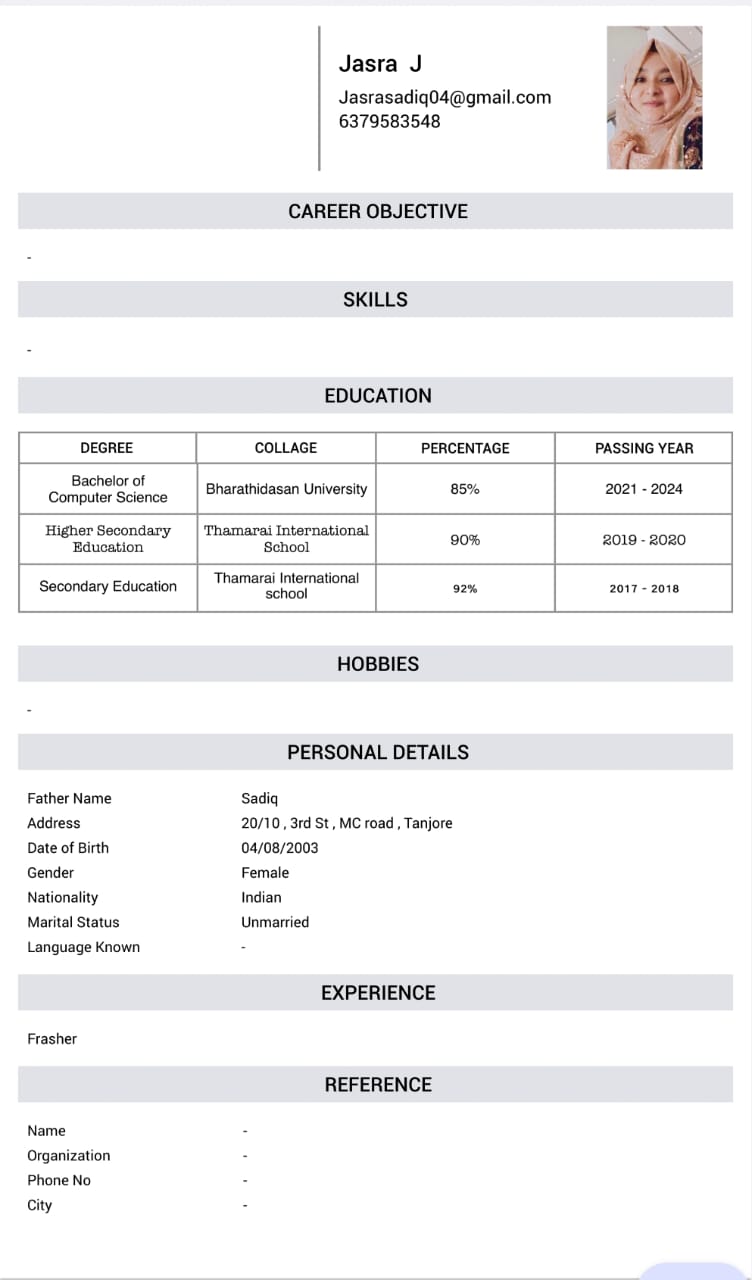 Jasra J
Jasrasadiq04@gmail.com
6379583548
CAREER OBJECTIVE
-
SKILLS
-
EDUCATION
DEGREE COLLAGE PERCENTAGE PASSING YEAR
Bachelor of
Computer Science Bharathidasan University 85% 2021 - 2024
Higher Secondary
Education Thamarai International
School 90% 2019 - 2020
Secondary Education Thamarai International
school 92% 2017 - 2018
HOBBIES
-
PERSONAL DETAILS
Father Name Sadiq
Address 20/10 , 3rd St , MC road , Tanjore
Date of Birth 04/08/2003
Gender Female
Nationality Indian
Marital Status Unmarried
Language Known -
EXPERIENCE
Frasher
REFERENCE
Name -
Organization -
Phone No -
City -